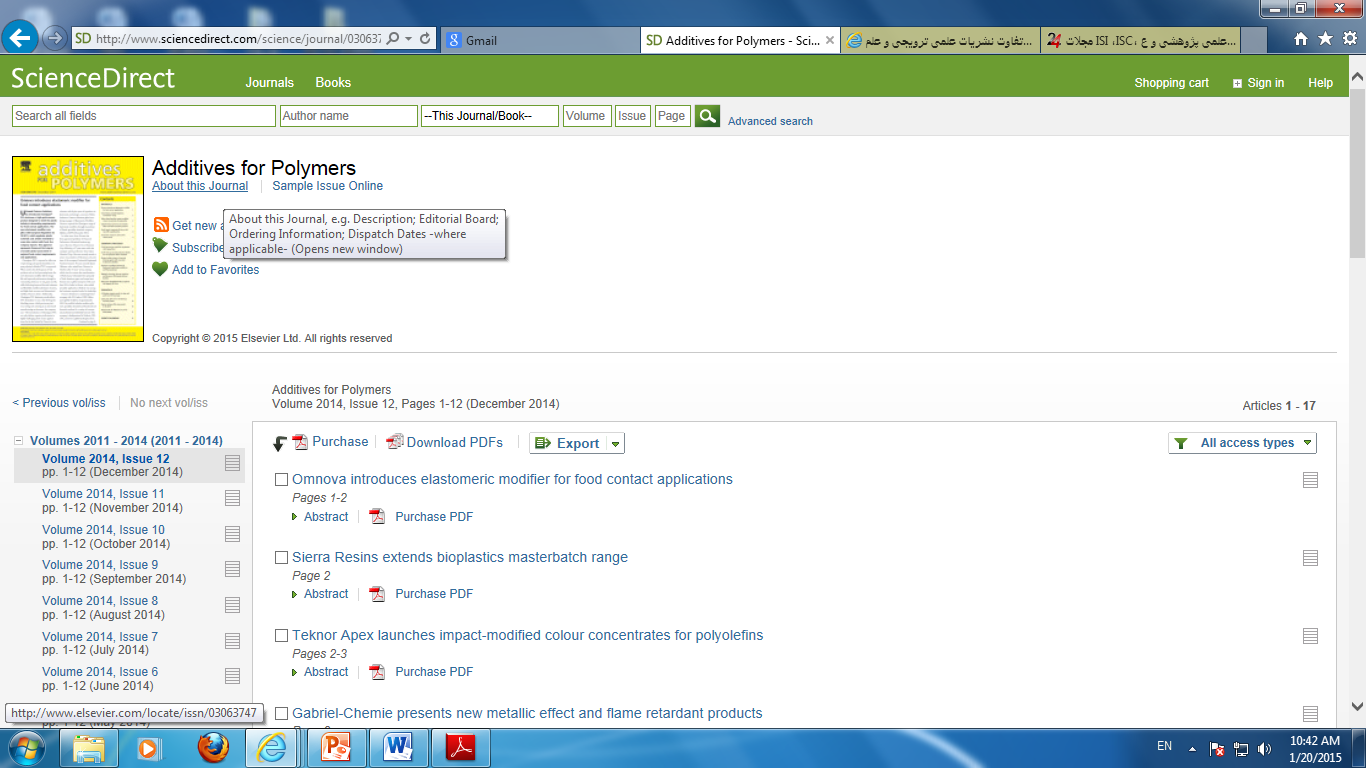 http://www.sciencedirect.com/science/journal/03063
Gmail
Additives for Polymers - Sci...
تفاوت نشریات علمی ترویجی و علم...
مجلات ISI ،ISC، علمی پژوهشی و ع...
ScienceDirect
Journals
Books
Shopping cart
Sign in
Help
Search all fields
Author name
--This Journal/Book--
Volume
Issue
Page
Advanced search
additives
FOR POLYMERS
Additives for Polymers
About this Journal
Sample Issue Online
Get new a
Subscribe
Add to Favorites
About this Journal, e.g. Description; Editorial Board;
Ordering Information; Dispatch Dates -where
applicable- (Opens new window)
Copyright © 2015 Elsevier Ltd. All rights reserved
< Previous vol/iss
No next vol/iss
Additives for Polymers
Volume 2014, Issue 12, Pages 1-12 (December 2014)
Articles 1 - 17
Volumes 2011 - 2014 (2011 - 2014)
Volume 2014, Issue 12
pp. 1-12 (December 2014)
Volume 2014, Issue 11
pp. 1-12 (November 2014)
Volume 2014, Issue 10
pp. 1-12 (October 2014)
Volume 2014, Issue 9
pp. 1-12 (September 2014)
Volume 2014, Issue 8
pp. 1-12 (August 2014)
Volume 2014, Issue 7
pp. 1-12 (July 2014)
Volume 2014, Issue 6
pp. 1-12 (June 2014)
Purchase
Download PDFs
Export
All access types
Omnova introduces elastomeric modifier for food contact applications
Pages 1-2
Abstract
Purchase PDF
Sierra Resins extends bioplastics masterbatch range
Page 2
Abstract
Purchase PDF
Teknor Apex launches impact-modified colour concentrates for polyolefins
Pages 2-3
Abstract
Purchase PDF
Gabriel-Chemie presents new metallic effect and flame retardant products
http://www.elsevier.com/locate/issn/03063747
EN
10:42 AM
1/20/2015